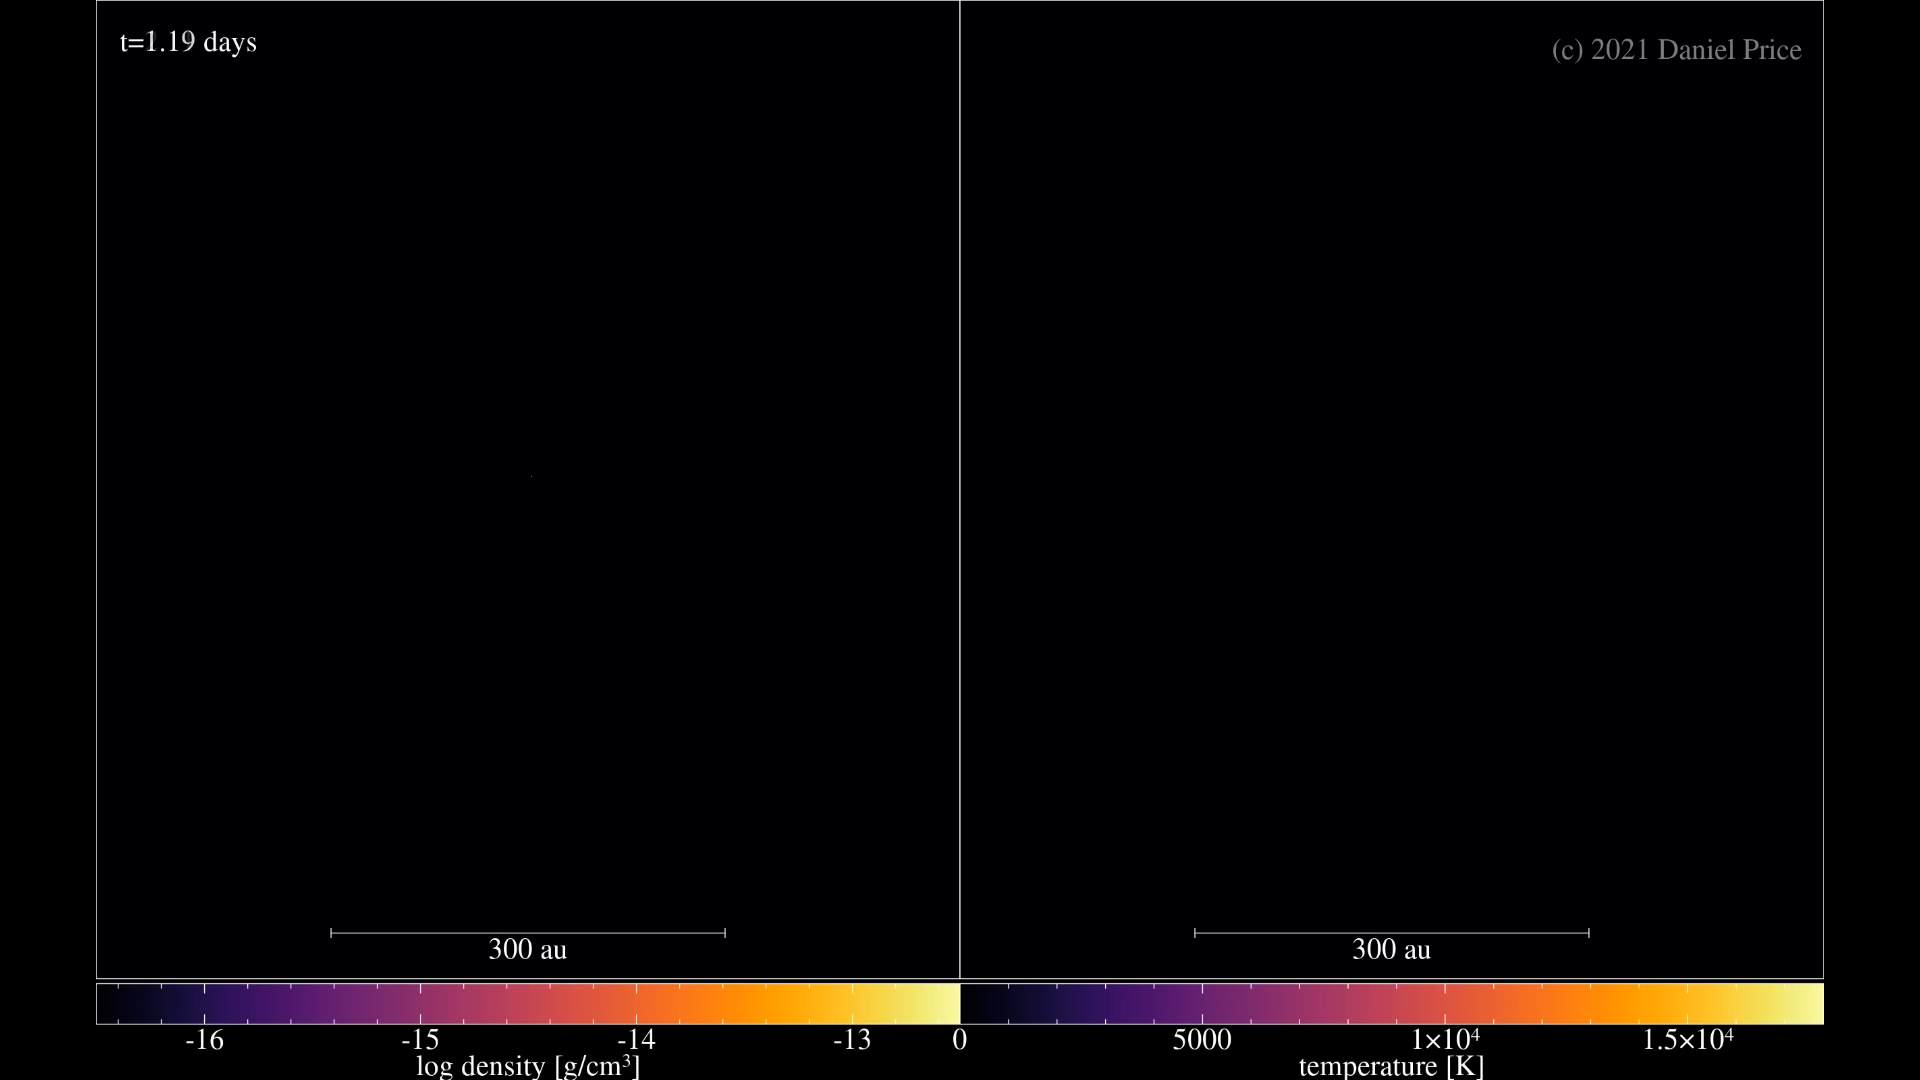 t=1.19 days
(c) 2021 Daniel Price
300 au
300 au
-16 -15 -14 -13 0 5000 1×10⁴ 1.5×10⁴
log density [g/cm³] temperature [K]